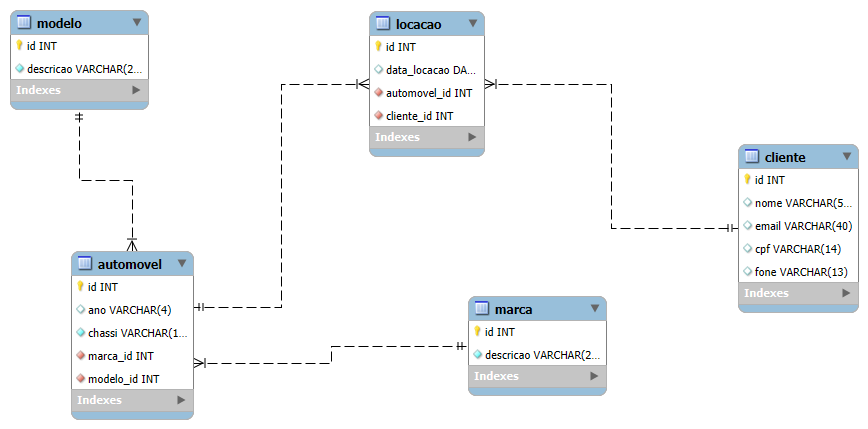 modelo
id INT
descricao VARCHAR(2...
Indexes
locacao
id INT
data_locacao DA...
automovel_id INT
cliente_id INT
Indexes
cliente
id INT
nome VARCHAR(5...
email VARCHAR(40)
cpf VARCHAR(14)
fone VARCHAR(13)
Indexes
automovel
id INT
ano VARCHAR(4)
chassi VARCHAR(1...
marca_id INT
modelo_id INT
Indexes
marca
id INT
descricao VARCHAR(2...
Indexes